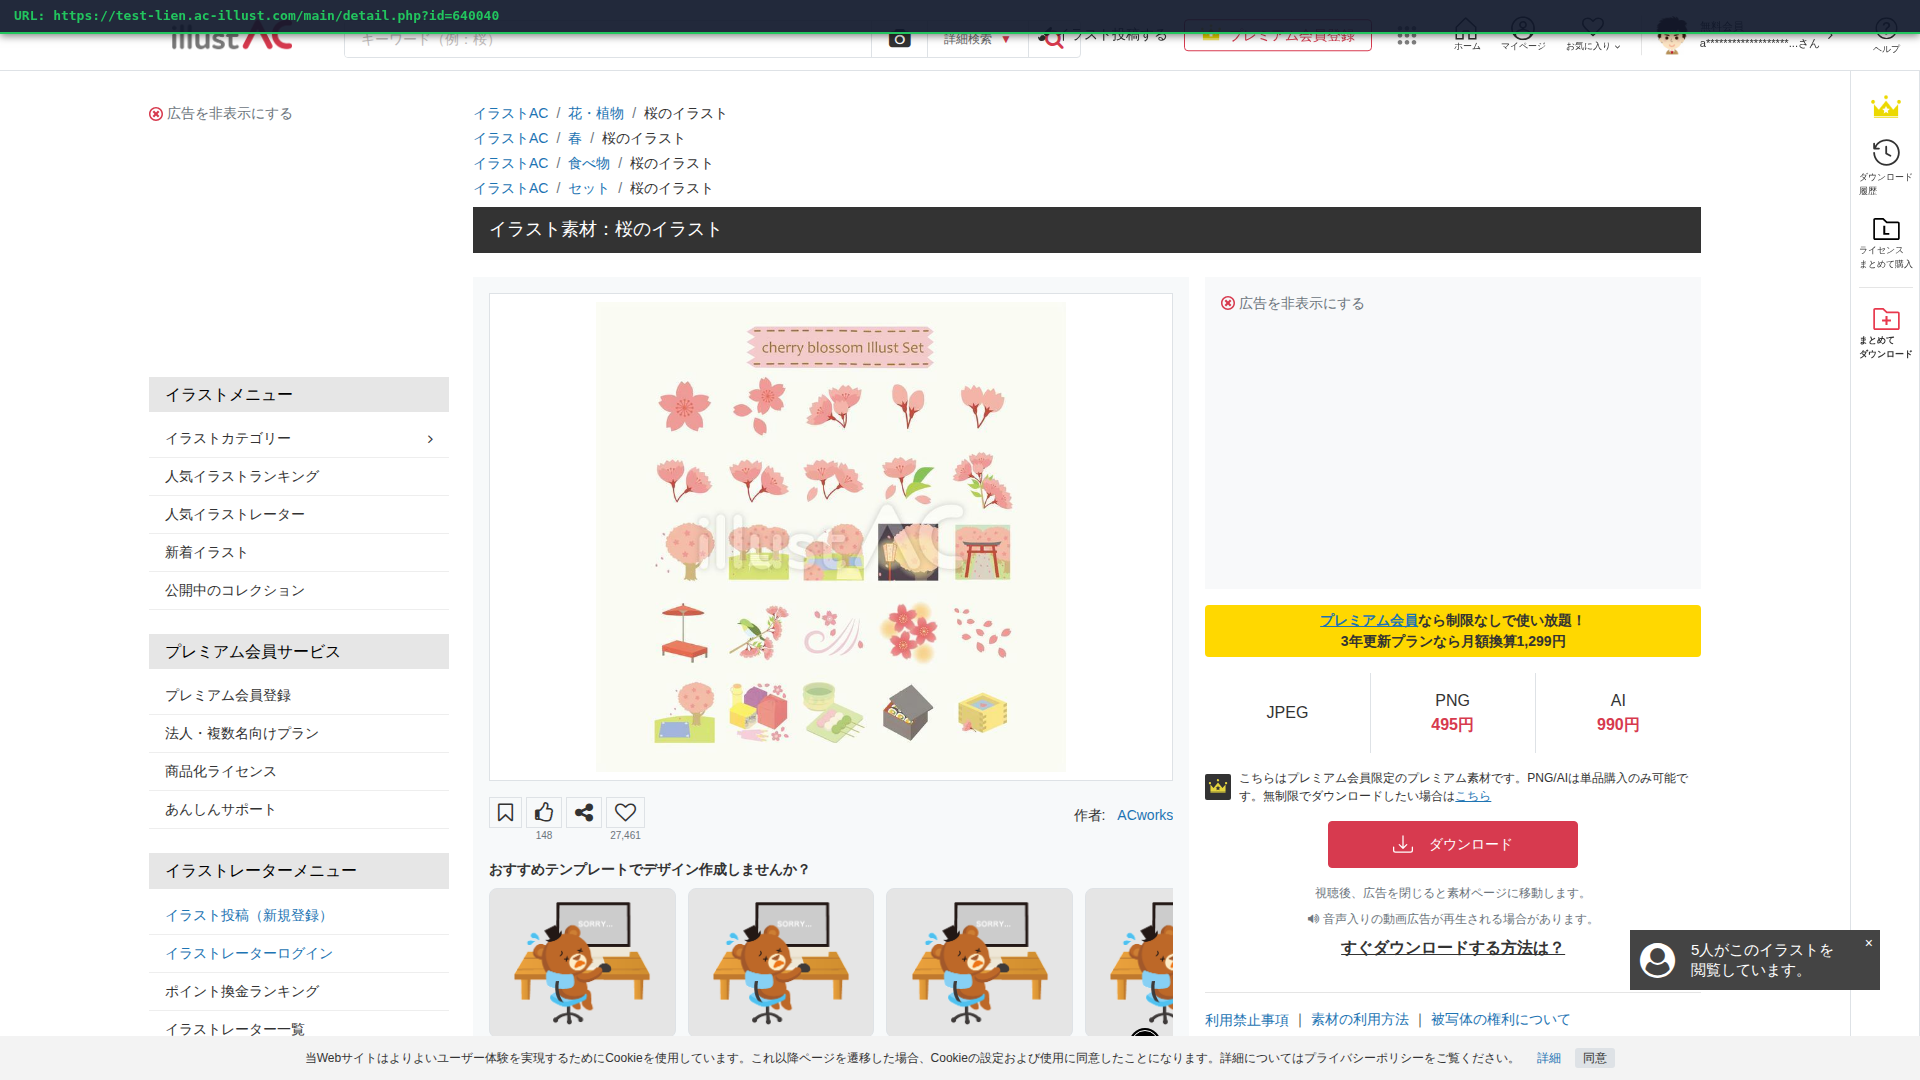 URL: https://test-lien.ac-illust.com/main/detail.php?id=640040
illustAC
キーワード（例：桜）
詳細検索 ▼
プレミアム会員登録
ホーム
マイページ
お気に入り
無料会員
a******************...さん
ヘルプ
広告を非表示にする
イラストAC / 花・植物 / 桜のイラスト
イラストAC / 春 / 桜のイラスト
イラストAC / 食べ物 / 桜のイラスト
イラストAC / セット / 桜のイラスト
イラスト素材：桜のイラスト
ダウンロード
履歴
ライセンス
まとめて購入
まとめて
ダウンロード
イラストメニュー
イラストカテゴリー
人気イラストランキング
人気イラストレーター
新着イラスト
公開中のコレクション
プレミアム会員サービス
プレミアム会員登録
法人・複数名向けプラン
商品化ライセンス
あんしんサポート
イラストレーターメニュー
イラスト投稿（新規登録）
イラストレーターログイン
ポイント換金ランキング
イラストレーター一覧
cherry blossom Illust Set
illustAC
148
27,461
作者: ACworks
おすすめテンプレートでデザイン作成しませんか？
SORRY...
SORRY...
SORRY...
広告を非表示にする
プレミアム会員なら制限なしで使い放題！
3年更新プランなら月額換算1,299円
JPEG
PNG
495円
AI
990円
こちらはプレミアム会員限定のプレミアム素材です。PNG/AIは単品購入のみ可能で
す。無制限でダウンロードしたい場合はこちら
ダウンロード
視聴後、広告を閉じると素材ページに移動します。
音声入りの動画広告が再生される場合があります。
すぐダウンロードする方法は？
5人がこのイラストを
閲覧しています。
×
利用禁止事項 | 素材の利用方法 | 被写体の権利について
当Webサイトはよりよいユーザー体験を実現するためにCookieを使用しています。これ以降ページを遷移した場合、Cookieの設定および使用に同意したことになります。詳細についてはプライバシーポリシーをご覧ください。 詳細 同意